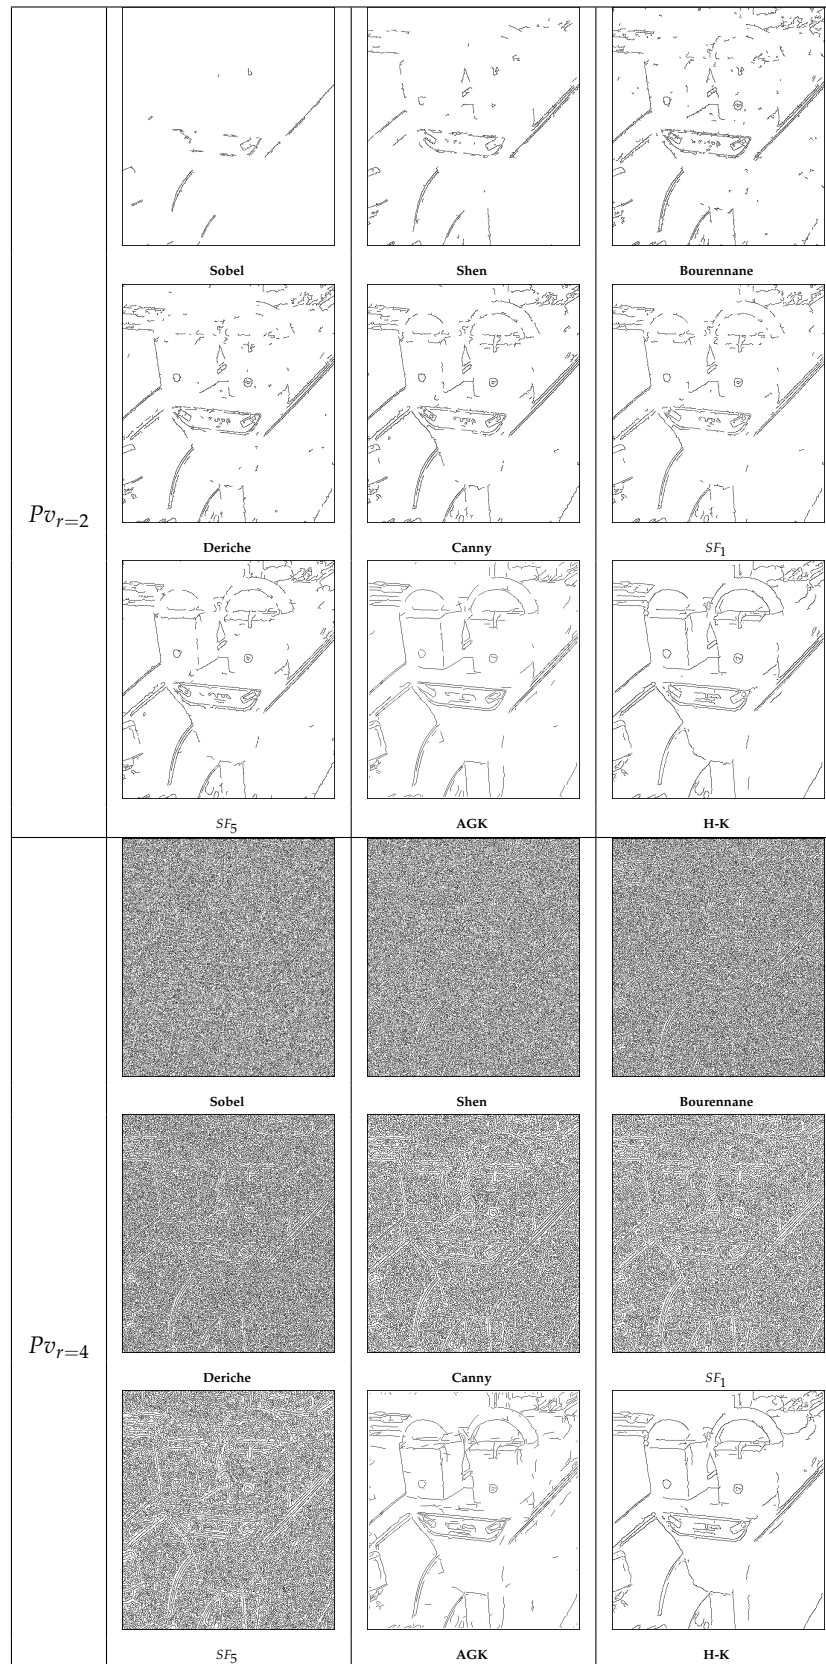 Sobel Shen Bourennane
Pv_{r=2}
Deriche Canny SF_1
SF_5 AGK H-K
Sobel Shen Bourennane
Pv_{r=4}
Deriche Canny SF_1
SF_5 AGK H-K